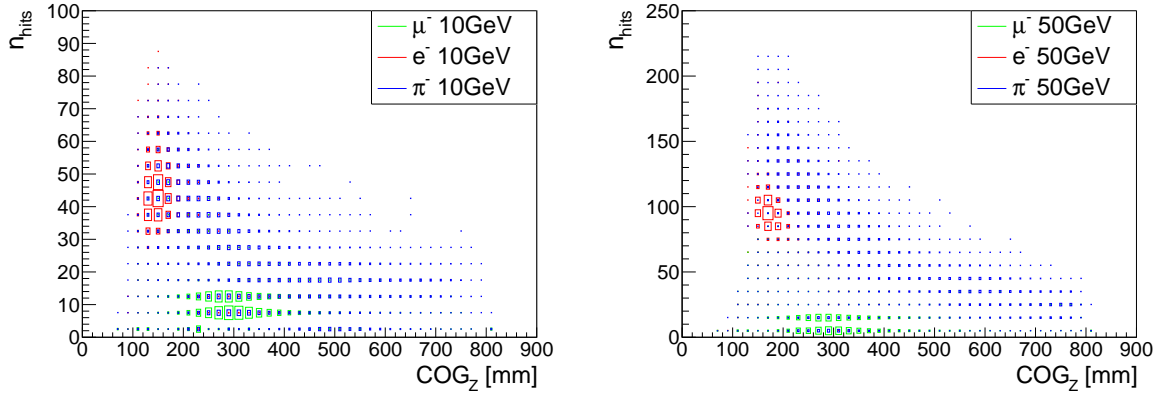 n_hits
100
90
80
70
60
50
40
30
20
10
0
0 100 200 300 400 500 600 700 800 900
COG_Z [mm]
μ⁻ 10GeV
e⁻ 10GeV
π⁻ 10GeV
n_hits
250
200
150
100
50
0
0 100 200 300 400 500 600 700 800 900
COG_Z [mm]
μ⁻ 50GeV
e⁻ 50GeV
π⁻ 50GeV